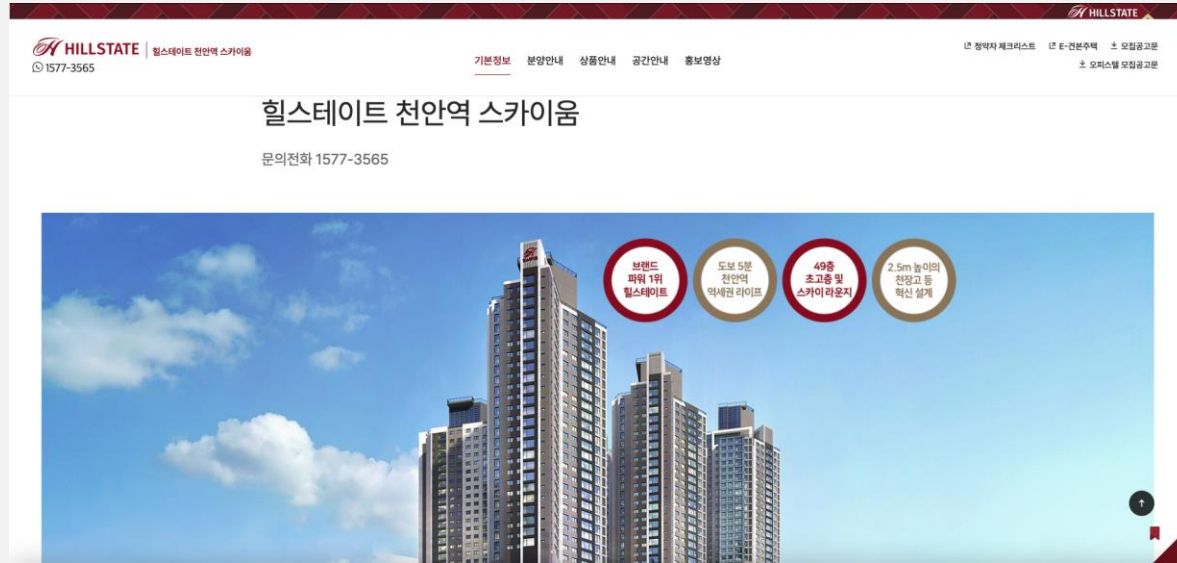 HILLSTATE
HILLSTATE 힐스테이트 천안역 스카이움
1577-3565
기본정보 분양안내 상품안내 공간안내 홍보영상
청약자 체크리스트 E-견본주택 모집공고문
오피스텔 모집공고문
힐스테이트 천안역 스카이움
문의전화 1577-3565
브랜드
파워 1위
힐스테이트
도보 5분
천안역
역세권 라이프
49층
초고층 및
스카이 라운지
2.5m 높이의
천장고 등
혁신 설계